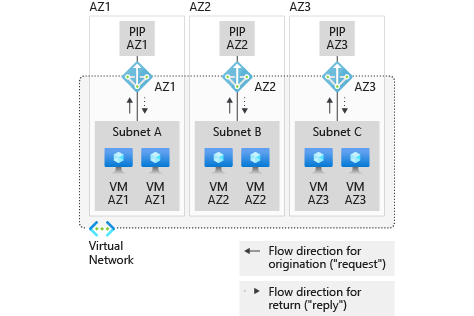 AZ1
AZ2
AZ3
PIP
AZ1
PIP
AZ2
PIP
AZ3
AZ1
AZ2
AZ3
Subnet A
Subnet B
Subnet C
VM
AZ1
VM
AZ1
VM
AZ2
VM
AZ2
VM
AZ3
VM
AZ3
Virtual
Network
Flow direction for
origination ("request")
Flow direction for
return ("reply")